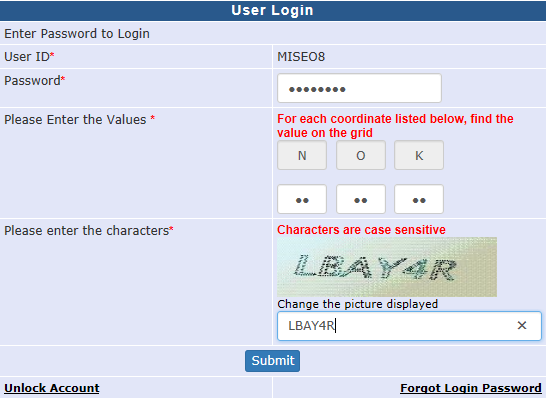 User Login
Enter Password to Login
User ID* MISEO8
Password* ••••••••
Please Enter the Values * For each coordinate listed below, find the
value on the grid
N O K
•• •• ••
Please enter the characters* Characters are case sensitive
LBAY4R
Change the picture displayed
LBAY4R ×
Submit
Unlock Account Forgot Login Password